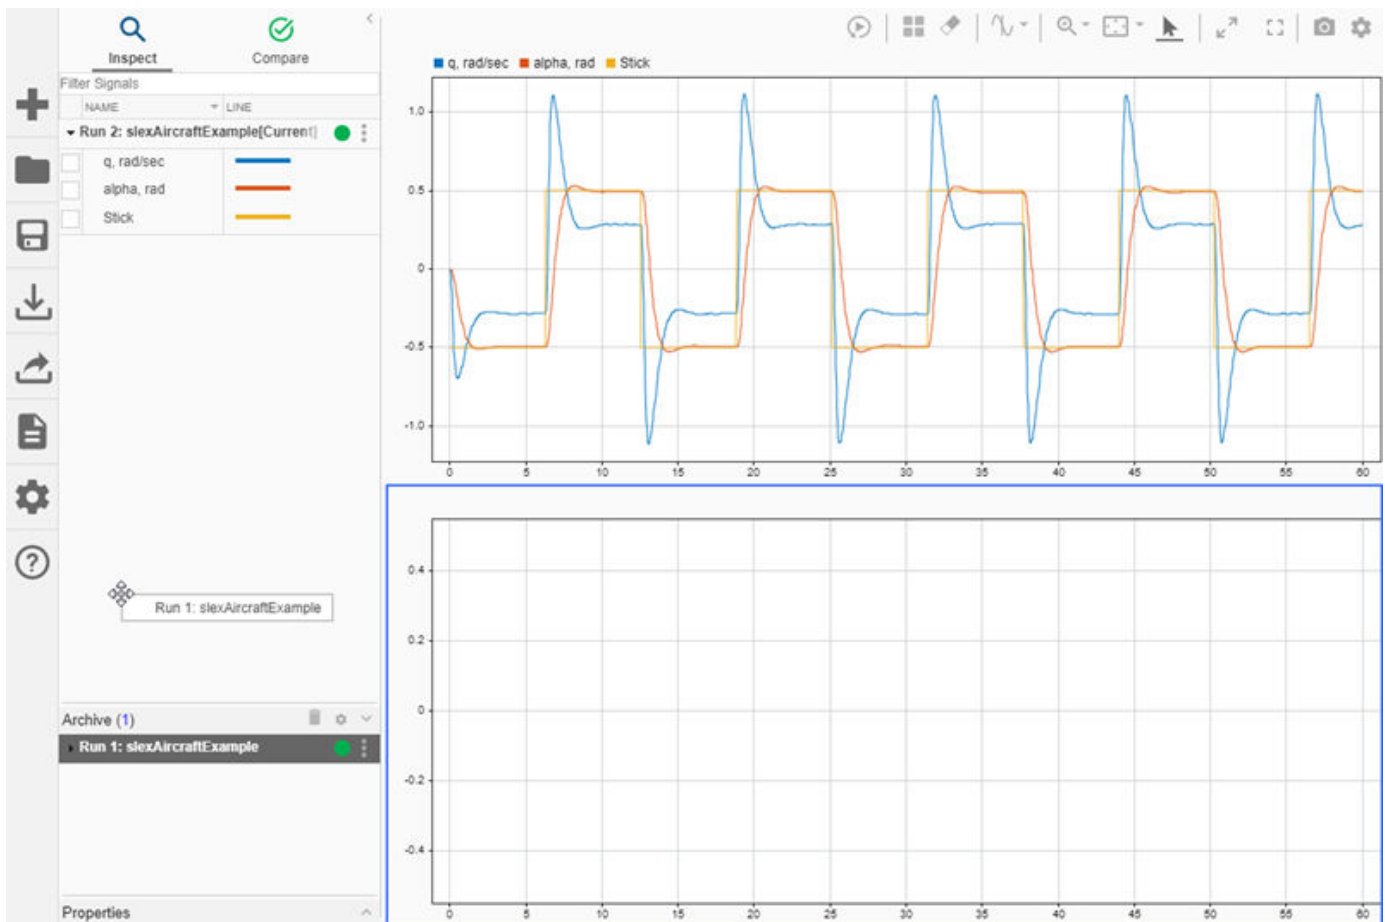 Inspect
Compare
Filter Signals
NAME
LINE
Run 2: slexAircraftExample[Current]
q, rad/sec
alpha, rad
Stick
Run 1: slexAircraftExample
Archive (1)
Run 1: slexAircraftExample
Properties
q, rad/sec alpha, rad Stick
1.0
0.5
0
-0.5
-1.0
0 5 10 15 20 25 30 35 40 45 50 55 60
0.4
0.2
0
-0.2
-0.4
0 5 10 15 20 25 30 35 40 45 50 55 60